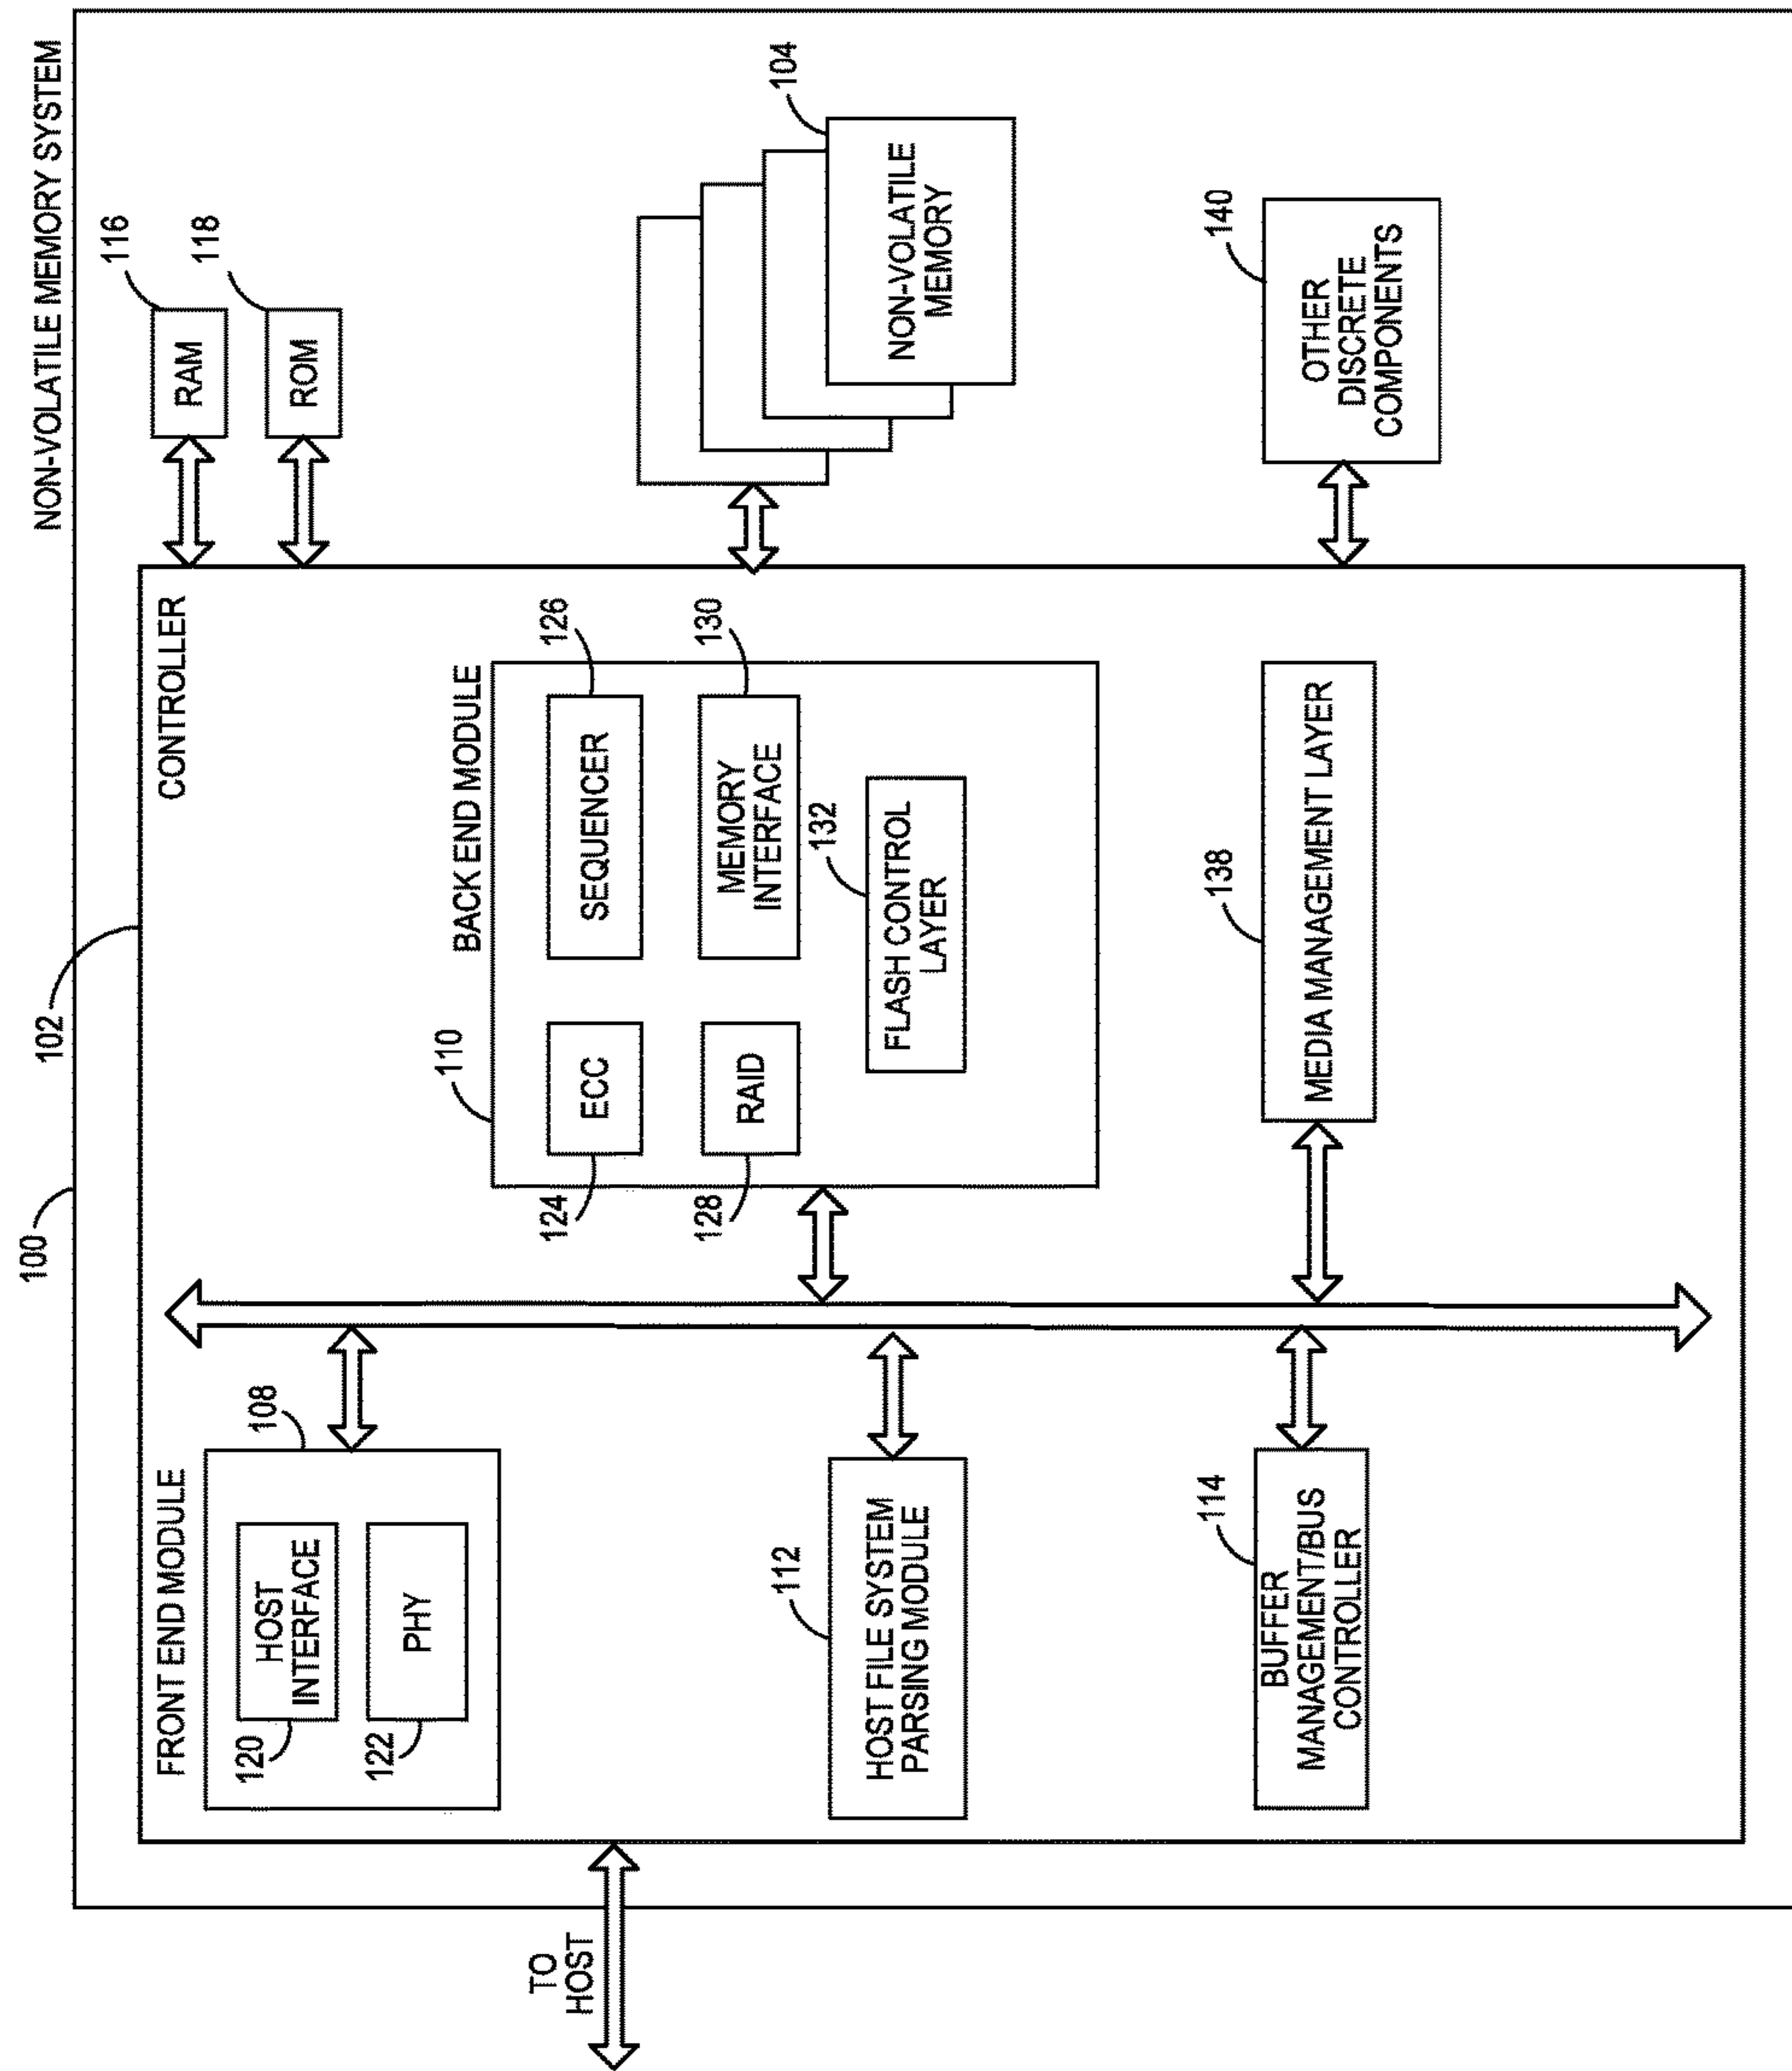 NON-VOLATILE MEMORY SYSTEM
100
102
CONTROLLER
FRONT END MODULE
108
HOST
INTERFACE
120
PHY
122
HOST FILE SYSTEM
PARSING MODULE
112
BUFFER
MANAGEMENT/BUS
CONTROLLER
114
BACK END MODULE
110
ECC
124
SEQUENCER
126
RAID
128
MEMORY
INTERFACE
130
FLASH CONTROL
LAYER
132
MEDIA MANAGEMENT LAYER
138
RAM
116
ROM
118
NON-VOLATILE
MEMORY
104
OTHER
DISCRETE
COMPONENTS
140
TO
HOST